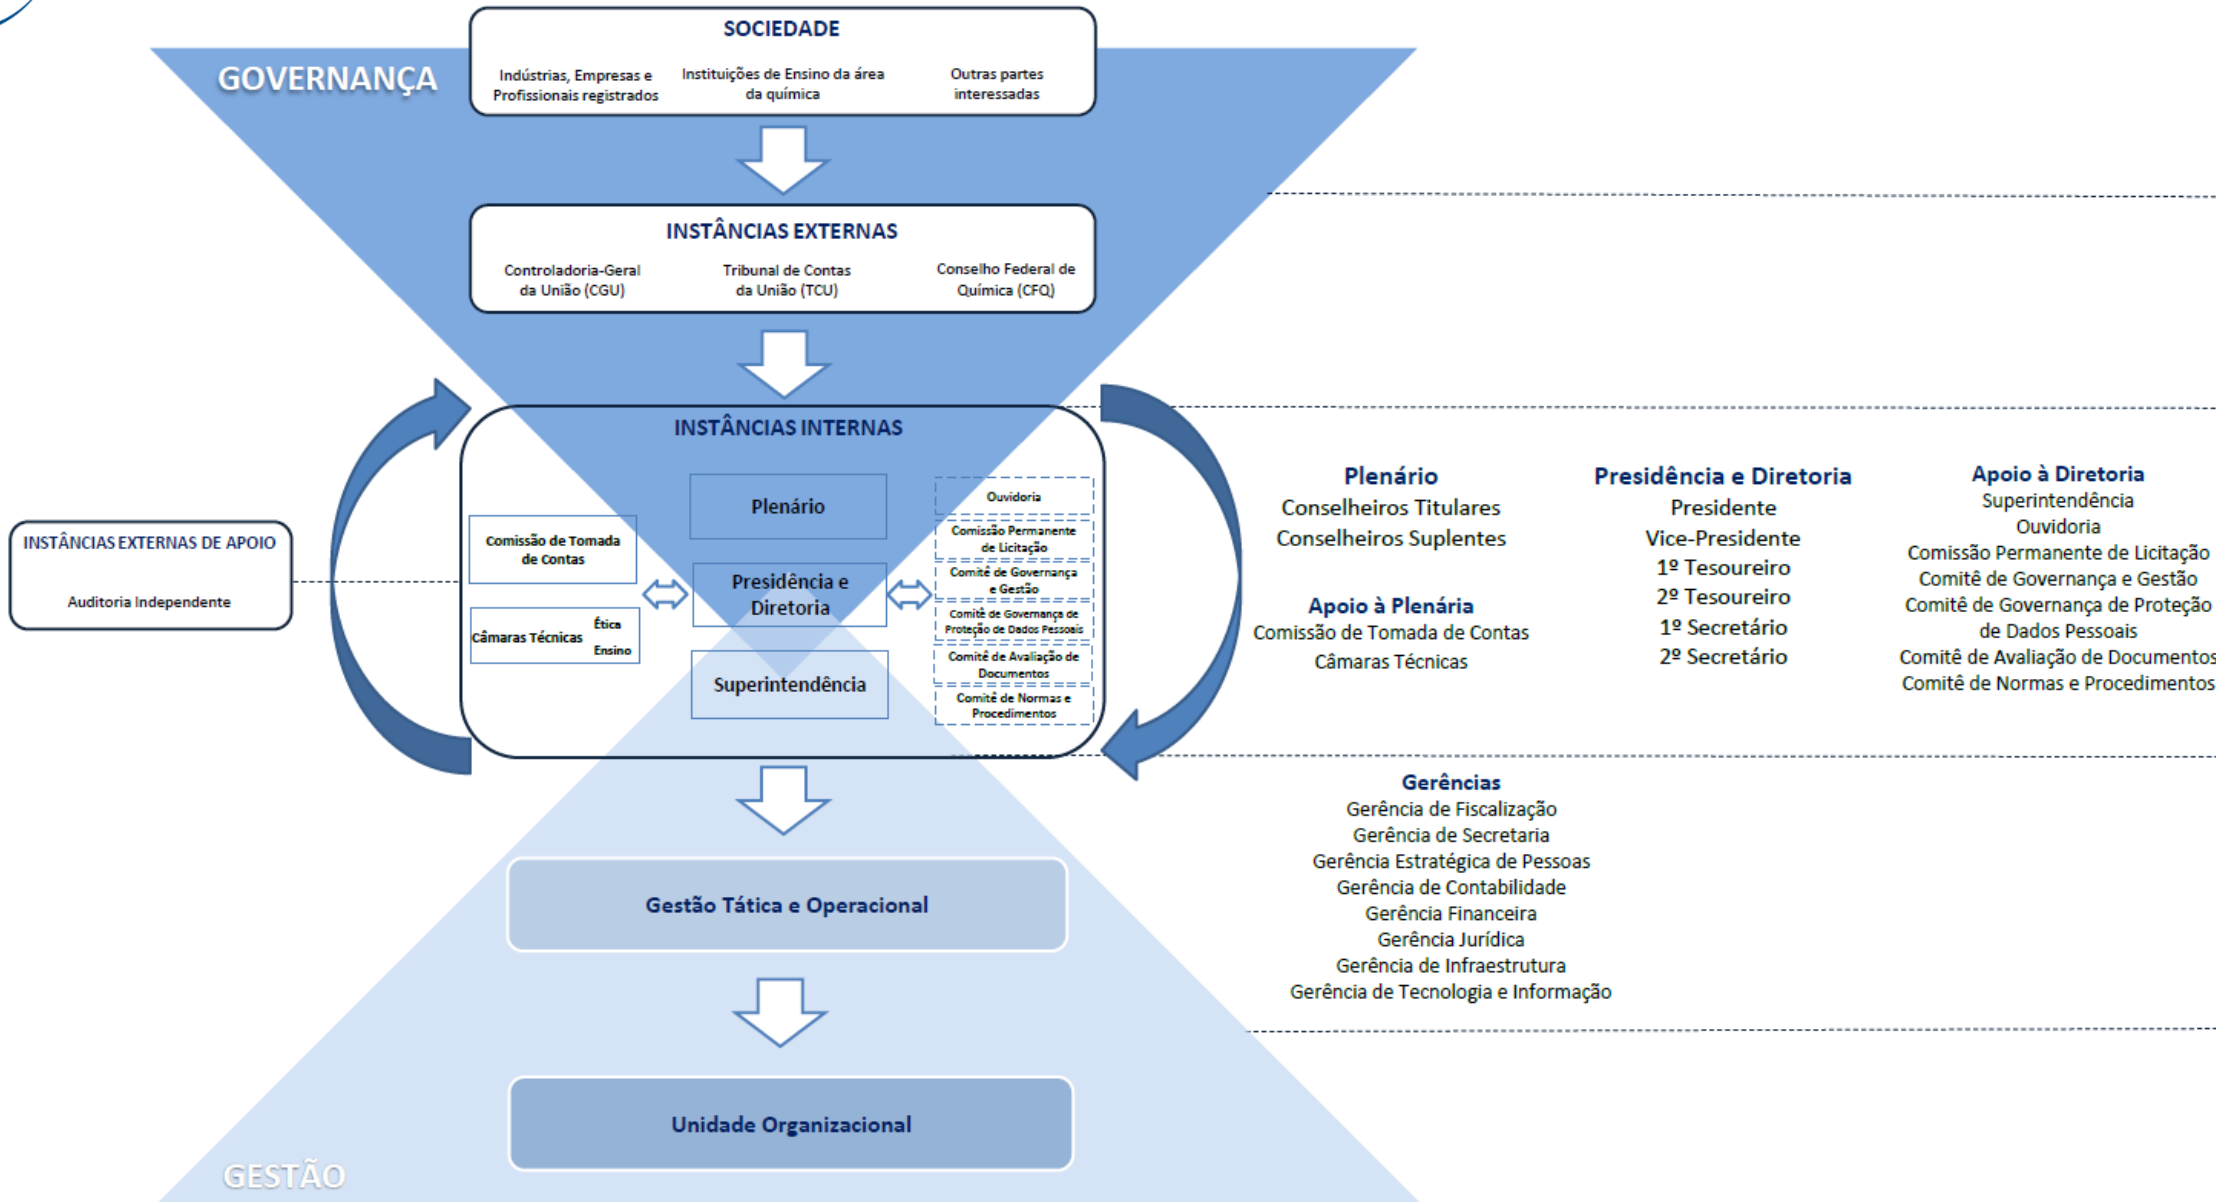 GOVERNANÇA
SOCIEDADE
Indústrias, Empresas e
Profissionais registrados
Instituições de Ensino da área
da química
Outras partes
interessadas
INSTÂNCIAS EXTERNAS
Controladoria-Geral
da União (CGU)
Tribunal de Contas
da União (TCU)
Conselho Federal de
Química (CFQ)
INSTÂNCIAS EXTERNAS DE APOIO
Auditoria Independente
INSTÂNCIAS INTERNAS
Comissão de Tomada
de Contas
Câmaras Técnicas
Ética
Ensino
Plenário
Presidência e
Diretoria
Superintendência
Ouvidoria
Comissão Permanente
de Licitação
Comitê de Governança
e Gestão
Comitê de Governança de
Proteção de Dados Pessoais
Comitê de Avaliação de
Documentos
Comitê de Normas e
Procedimentos
Plenário
Conselheiros Titulares
Conselheiros Suplentes
Apoio à Plenária
Comissão de Tomada de Contas
Câmaras Técnicas
Presidência e Diretoria
Presidente
Vice-Presidente
1º Tesoureiro
2º Tesoureiro
1º Secretário
2º Secretário
Apoio à Diretoria
Superintendência
Ouvidoria
Comissão Permanente de Licitação
Comitê de Governança e Gestão
Comitê de Governança de Proteção
de Dados Pessoais
Comitê de Avaliação de Documentos
Comitê de Normas e Procedimentos
Gestão Tática e Operacional
Gerências
Gerência de Fiscalização
Gerência de Secretaria
Gerência Estratégica de Pessoas
Gerência de Contabilidade
Gerência Financeira
Gerência Jurídica
Gerência de Infraestrutura
Gerência de Tecnologia e Informação
Unidade Organizacional
GESTÃO